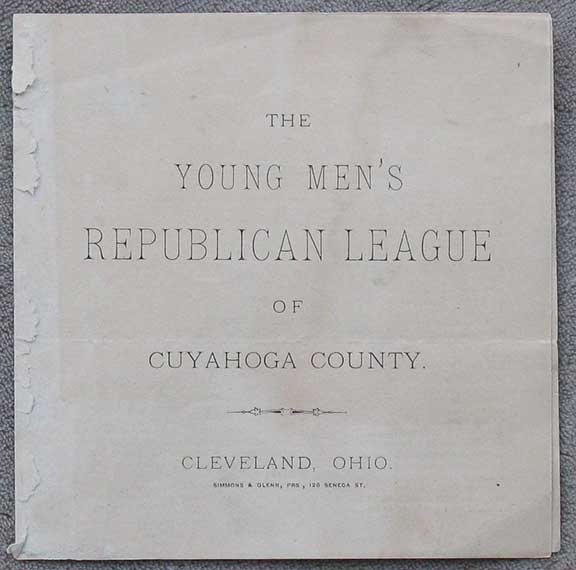 THE
YOUNG MEN'S
REPUBLICAN LEAGUE
OF
CUYAHOGA COUNTY.
CLEVELAND, OHIO.
SIMMONS & GLENN, PRS, 120 SENECA ST.